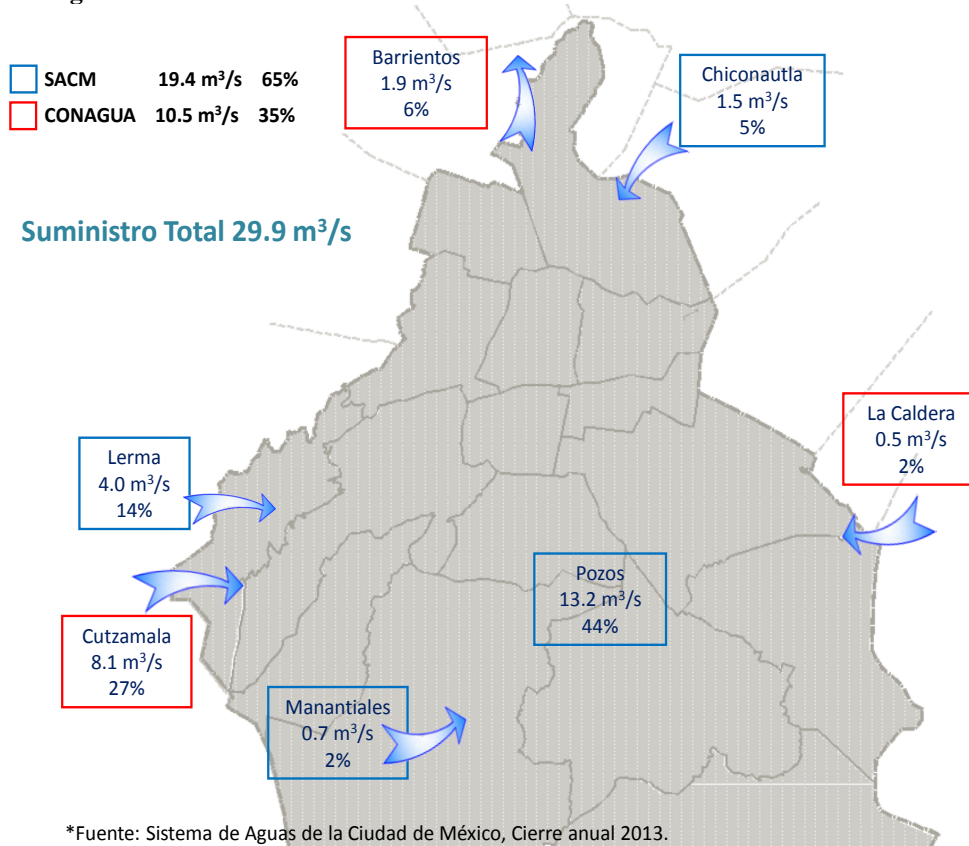 SACM 19.4 m³/s 65%
CONAGUA 10.5 m³/s 35%
Suministro Total 29.9 m³/s
Barrientos
1.9 m³/s
6%
Chiconautla
1.5 m³/s
5%
La Caldera
0.5 m³/s
2%
Lerma
4.0 m³/s
14%
Pozos
13.2 m³/s
44%
Cutzamala
8.1 m³/s
27%
Manantiales
0.7 m³/s
2%
*Fuente: Sistema de Aguas de la Ciudad de México, Cierre anual 2013.